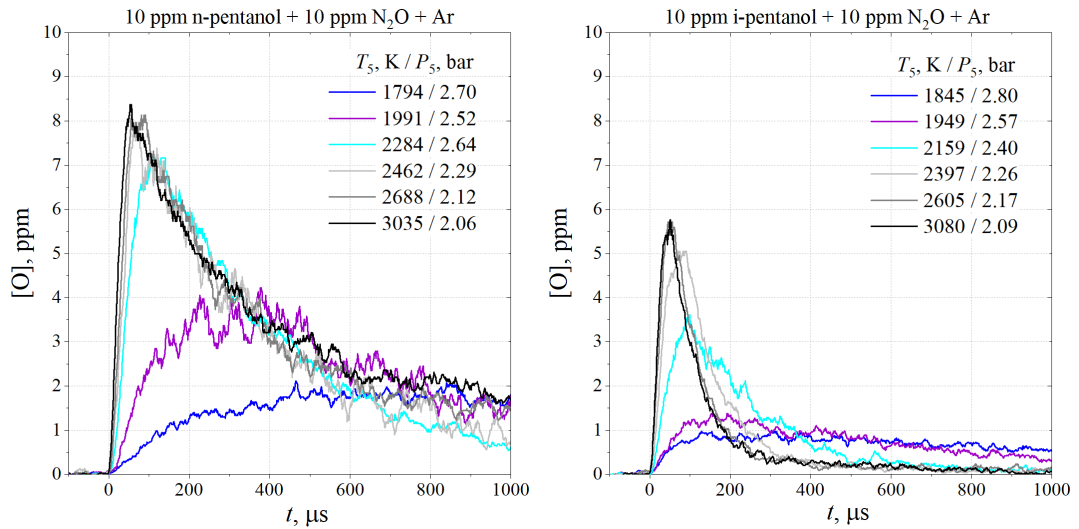 10 ppm n-pentanol + 10 ppm N₂O + Ar
T₅, K / P₅, bar
1794 / 2.70
1991 / 2.52
2284 / 2.64
2462 / 2.29
2688 / 2.12
3035 / 2.06
[O], ppm
9
8
7
6
5
4
3
2
1
0
0 200 400 600 800 1000
t, μs
10 ppm i-pentanol + 10 ppm N₂O + Ar
T₅, K / P₅, bar
1845 / 2.80
1949 / 2.57
2159 / 2.40
2397 / 2.26
2605 / 2.17
3080 / 2.09
[O], ppm
9
8
7
6
5
4
3
2
1
0
0 200 400 600 800 1000
t, μs